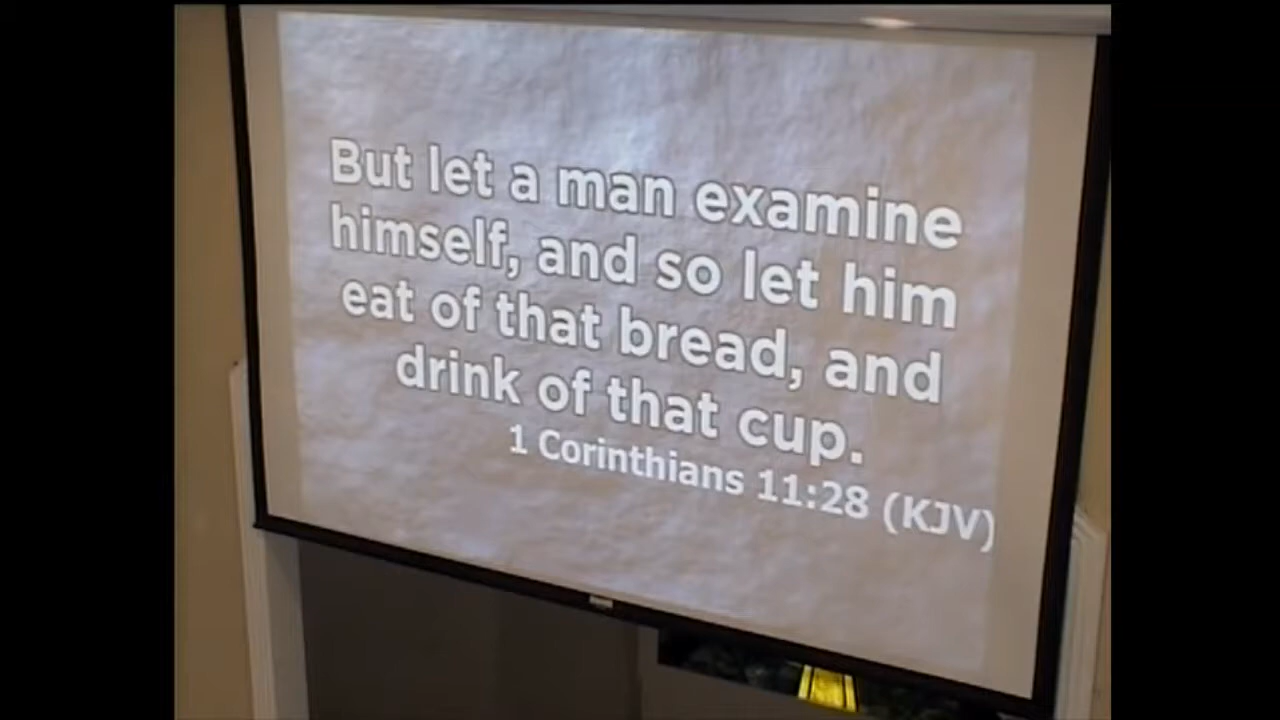 But let a man examine
himself, and so let him
eat of that bread, and
drink of that cup.
1 Corinthians 11:28 (KJV)